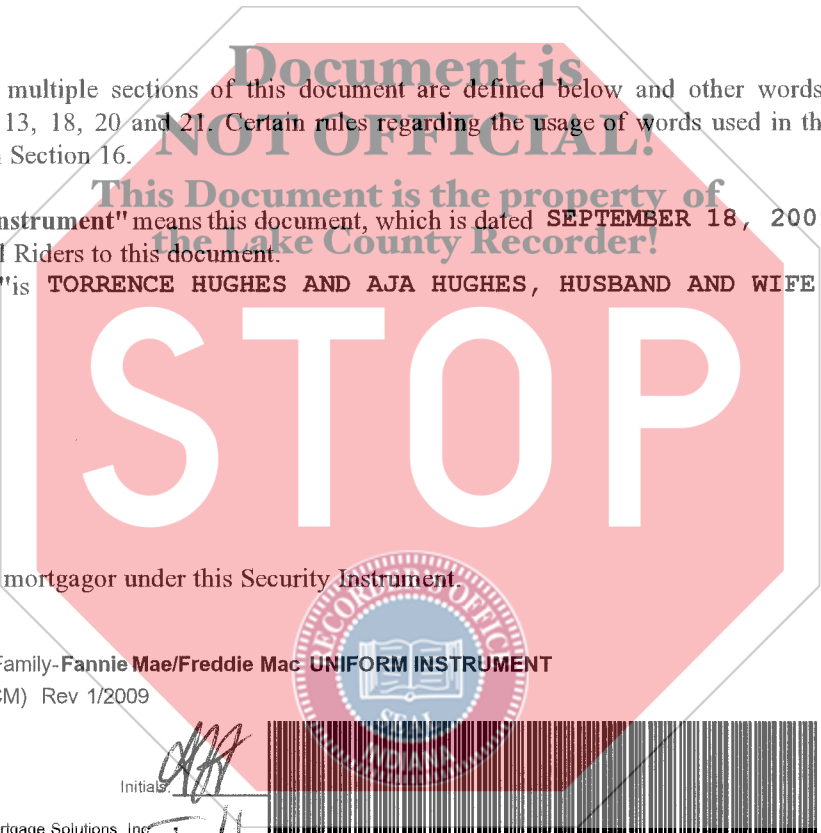 Document is
multiple sections of this document are defined below and other words
13, 18, 20 and 21. Certain rules regarding the usage of words used in th
NOT OFFICIAL!
Section 16.
This Document is the property of
nstrument" means this document, which is dated SEPTEMBER 18, 200
the Lake County Recorder!
Riders to this document.
"is TORRENCE HUGHES AND AJA HUGHES, HUSBAND AND WIFE
STOP
mortgagor under this Security Instrument.
RECORDER'S OFFICE
Family-Fannie Mae/Freddie Mac UNIFORM INSTRUMENT
CM) Rev 1/2009
SEAL
INDIANA
Initials:
rtgage Solutions, Inc.